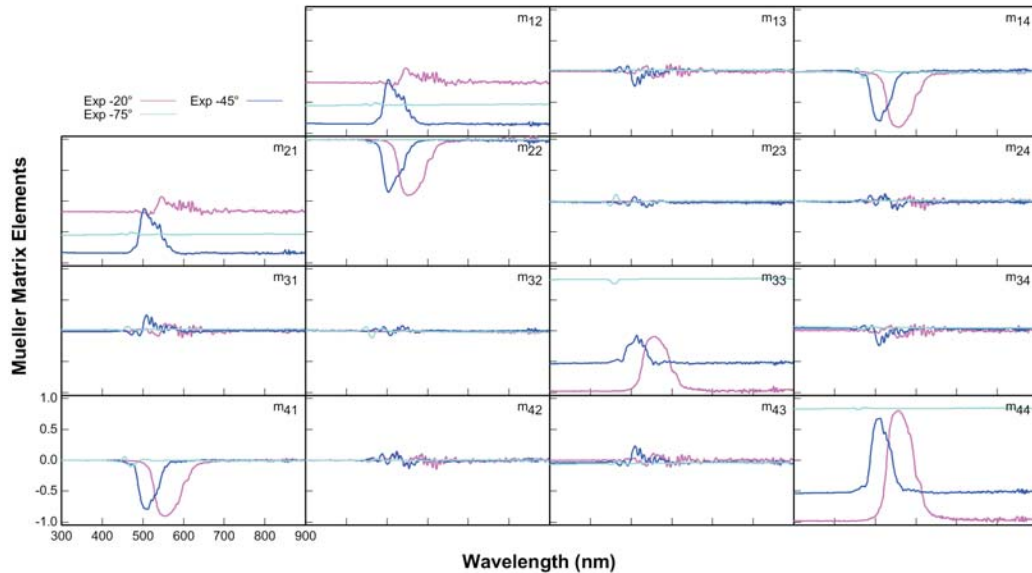 m12
m13
m14
Exp -20°
Exp -45°
Exp -75°
m21
m22
m23
m24
m31
m32
m33
m34
m41
m42
m43
m44
1.0
0.5
0.0
-0.5
-1.0
300 400 500 600 700 800 900
Mueller Matrix Elements
Wavelength (nm)